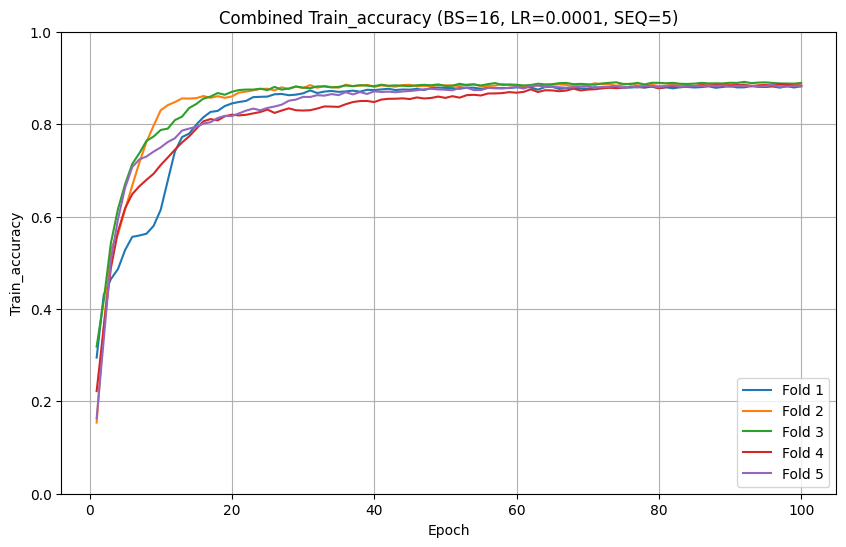 Combined Train_accuracy (BS=16, LR=0.0001, SEQ=5)
1.0
0.8
0.6
0.4
0.2
0.0
Train_accuracy
0 20 40 60 80 100
Epoch
Fold 1
Fold 2
Fold 3
Fold 4
Fold 5